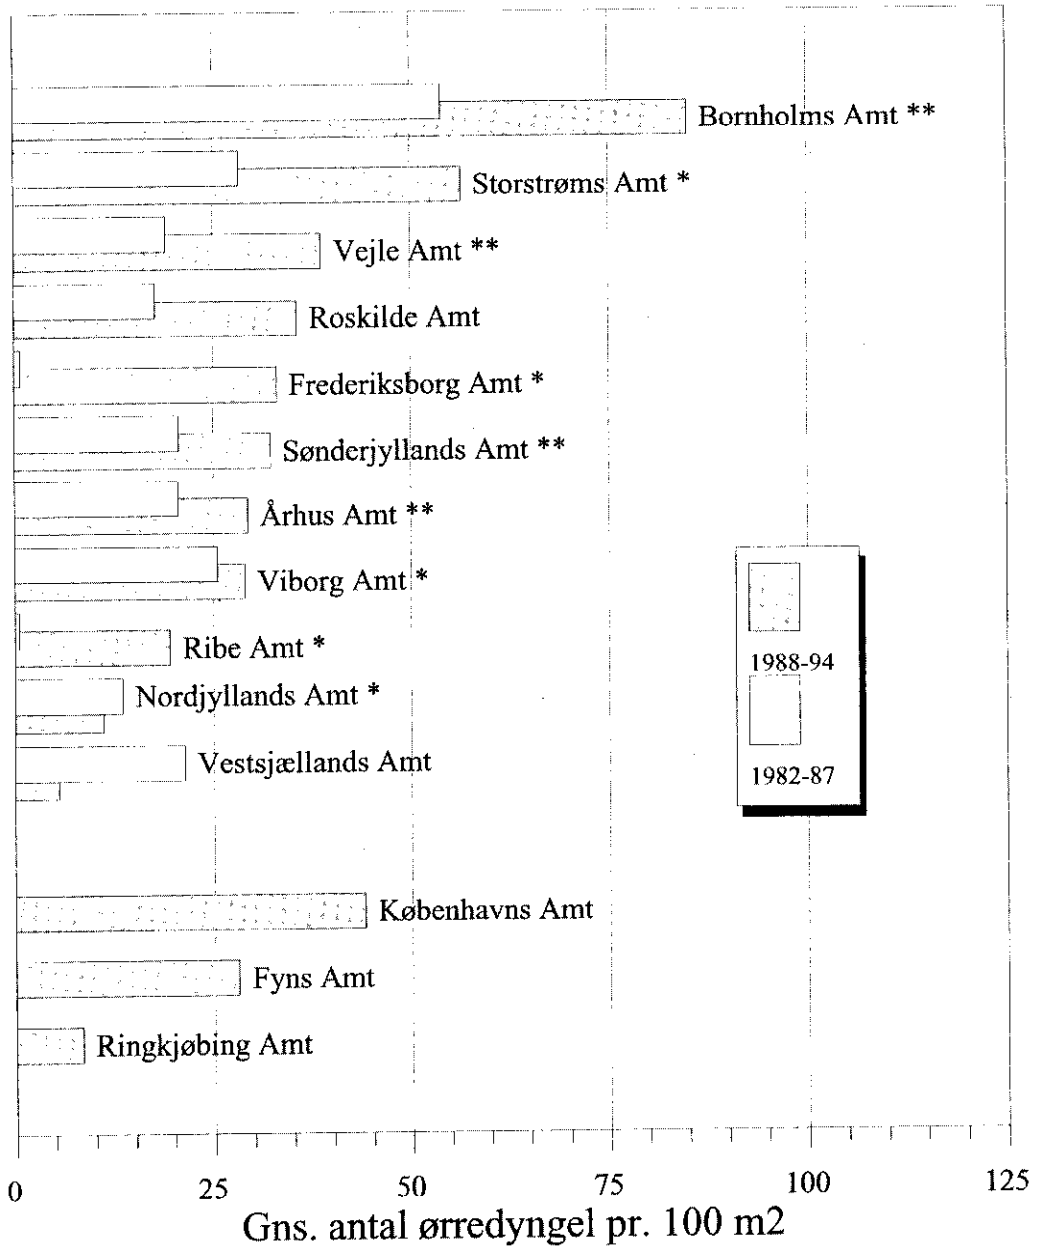 Bornholms Amt **
Storstrøms Amt *
Vejle Amt **
Roskilde Amt
Frederiksborg Amt *
Sønderjyllands Amt **
Århus Amt **
Viborg Amt *
Ribe Amt *
Nordjyllands Amt *
Vestsjællands Amt
1988-94
1982-87
Københavns Amt
Fyns Amt
Ringkjøbing Amt
0 25 50 75 100 125
Gns. antal ørredyngel pr. 100 m2